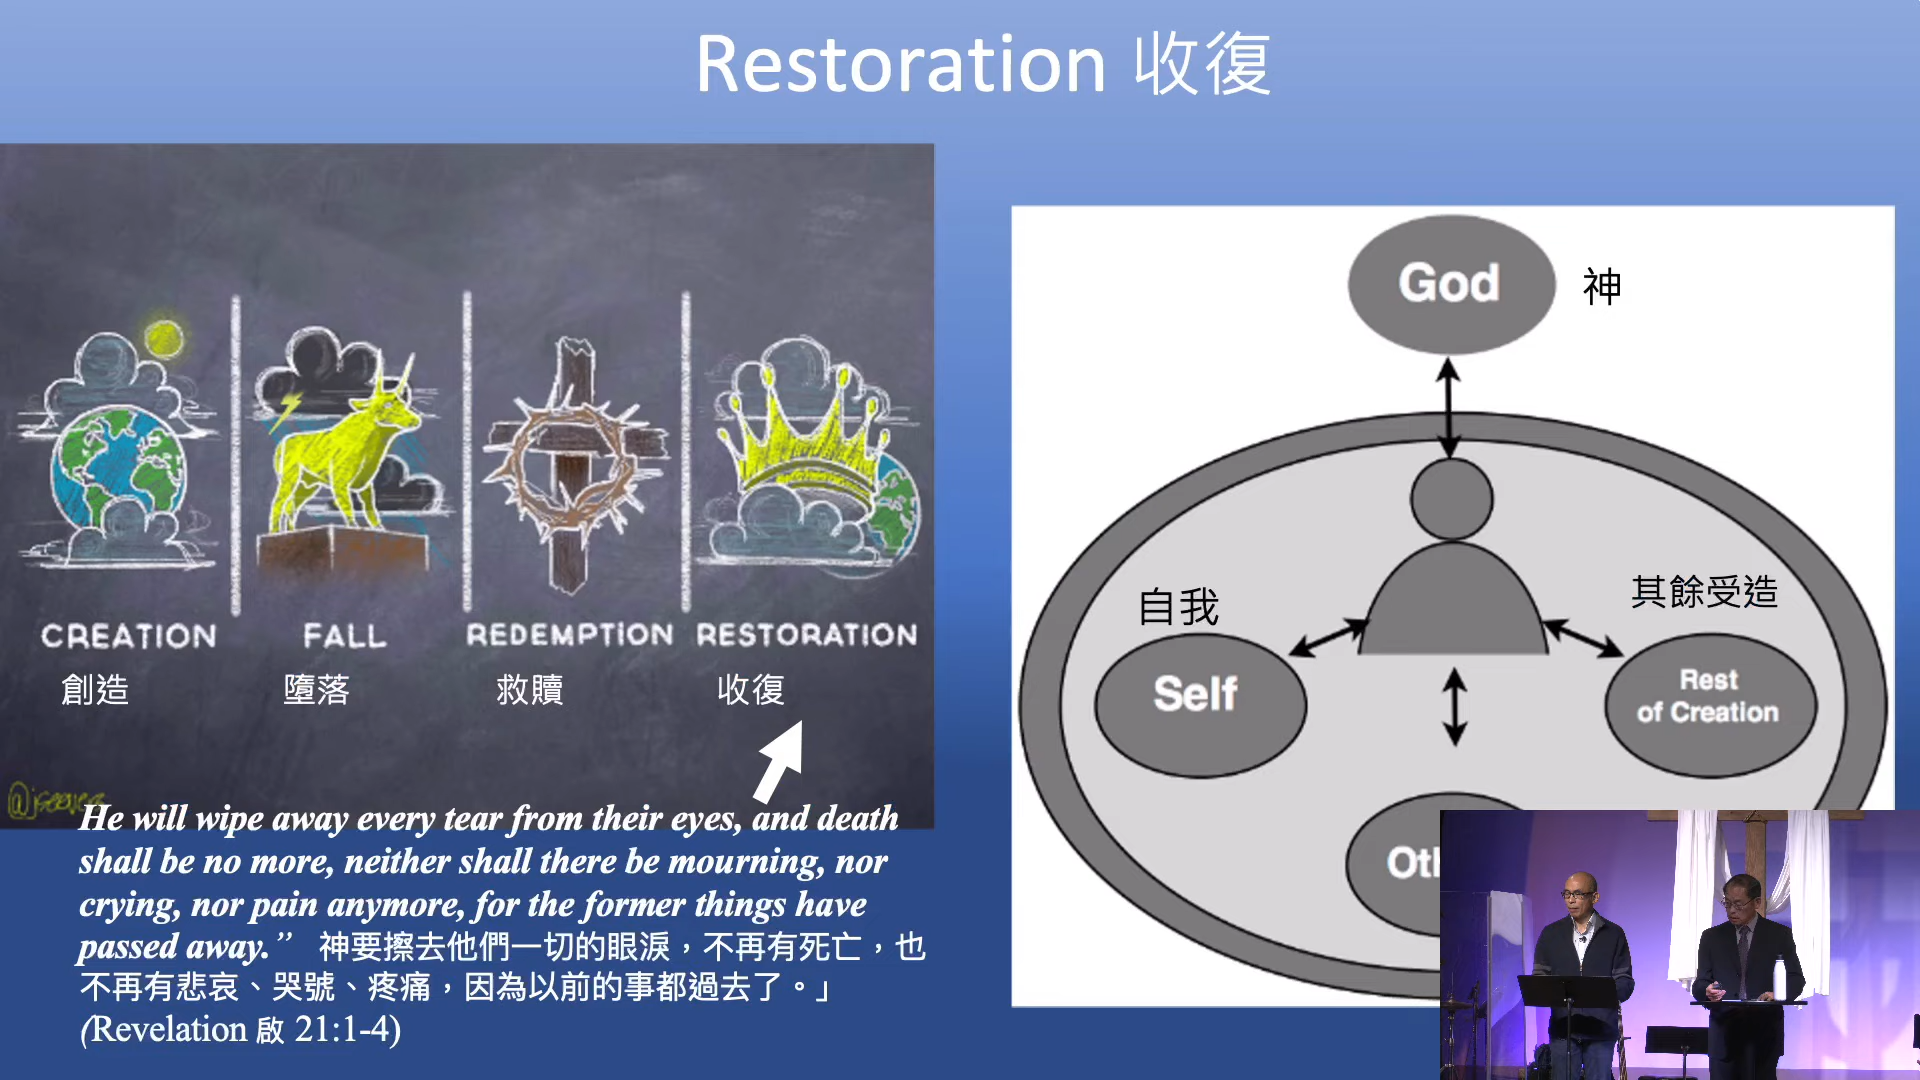 Restoration 收復
CREATION
FALL
REDEMPTION
RESTORATION
創造
墮落
救贖
收復
He will wipe away every tear from their eyes, and death
shall be no more, neither shall there be mourning, nor
crying, nor pain anymore, for the former things have
passed away.” 神要擦去他們一切的眼淚，不再有死亡，也
不再有悲哀、哭號、疼痛，因為以前的事都過去了。」
(Revelation 啟 21:1-4)
God
神
自我
Self
其餘受造
Rest
of Creation